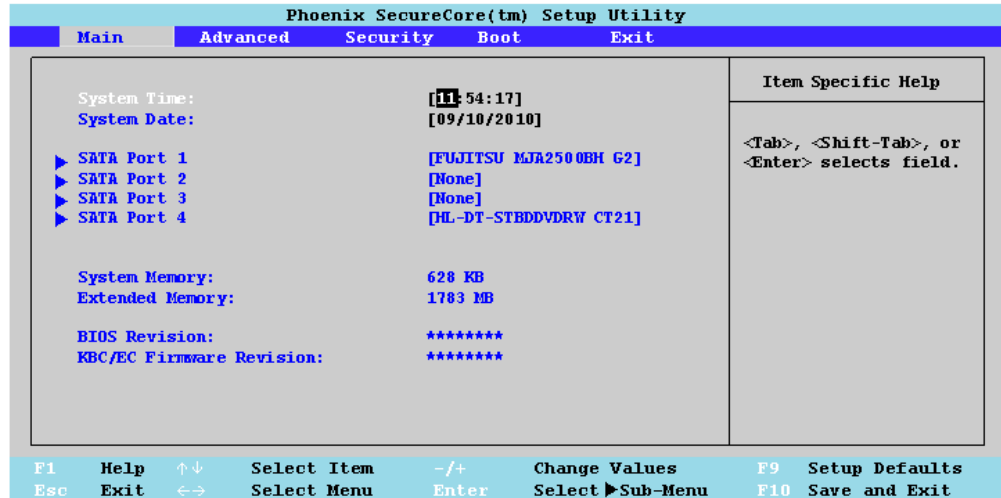 Phoenix SecureCore(tm) Setup Utility
Main Advanced Security Boot Exit
Item Specific Help
System Time: [11:54:17]
System Date: [09/10/2010]
<Tab>, <Shift-Tab>, or
<Enter> selects field.
SATA Port 1 [FUJITSU MJA2500BH G2]
SATA Port 2 [None]
SATA Port 3 [None]
SATA Port 4 [HL-DT-STBDDVDRW CT21]
System Memory: 628 KB
Extended Memory: 1783 MB
BIOS Revision: ********
KBC/EC Firmware Revision: ********
F1 Help ↑↓ Select Item -/+ Change Values F9 Setup Defaults
Esc Exit ←→ Select Menu Enter Select ▶Sub-Menu F10 Save and Exit